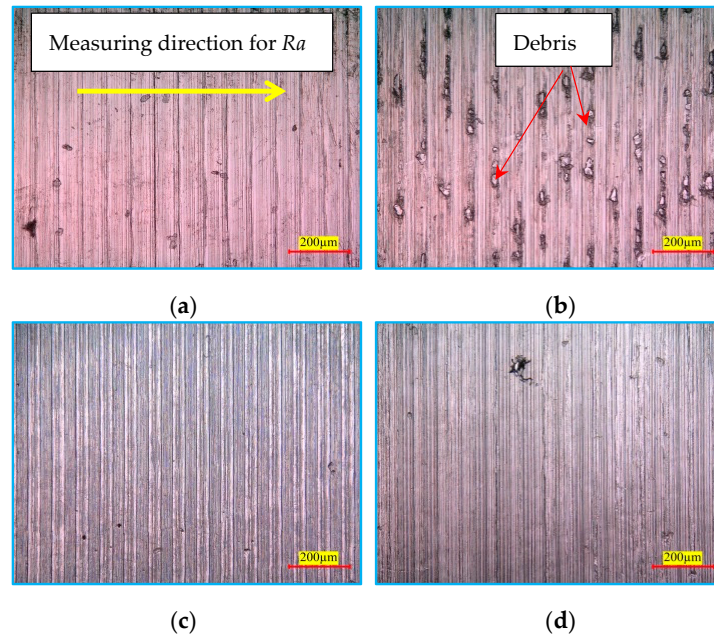 Measuring direction for Ra
Debris
200μm
200μm
(a)
(b)
200μm
200μm
(c)
(d)